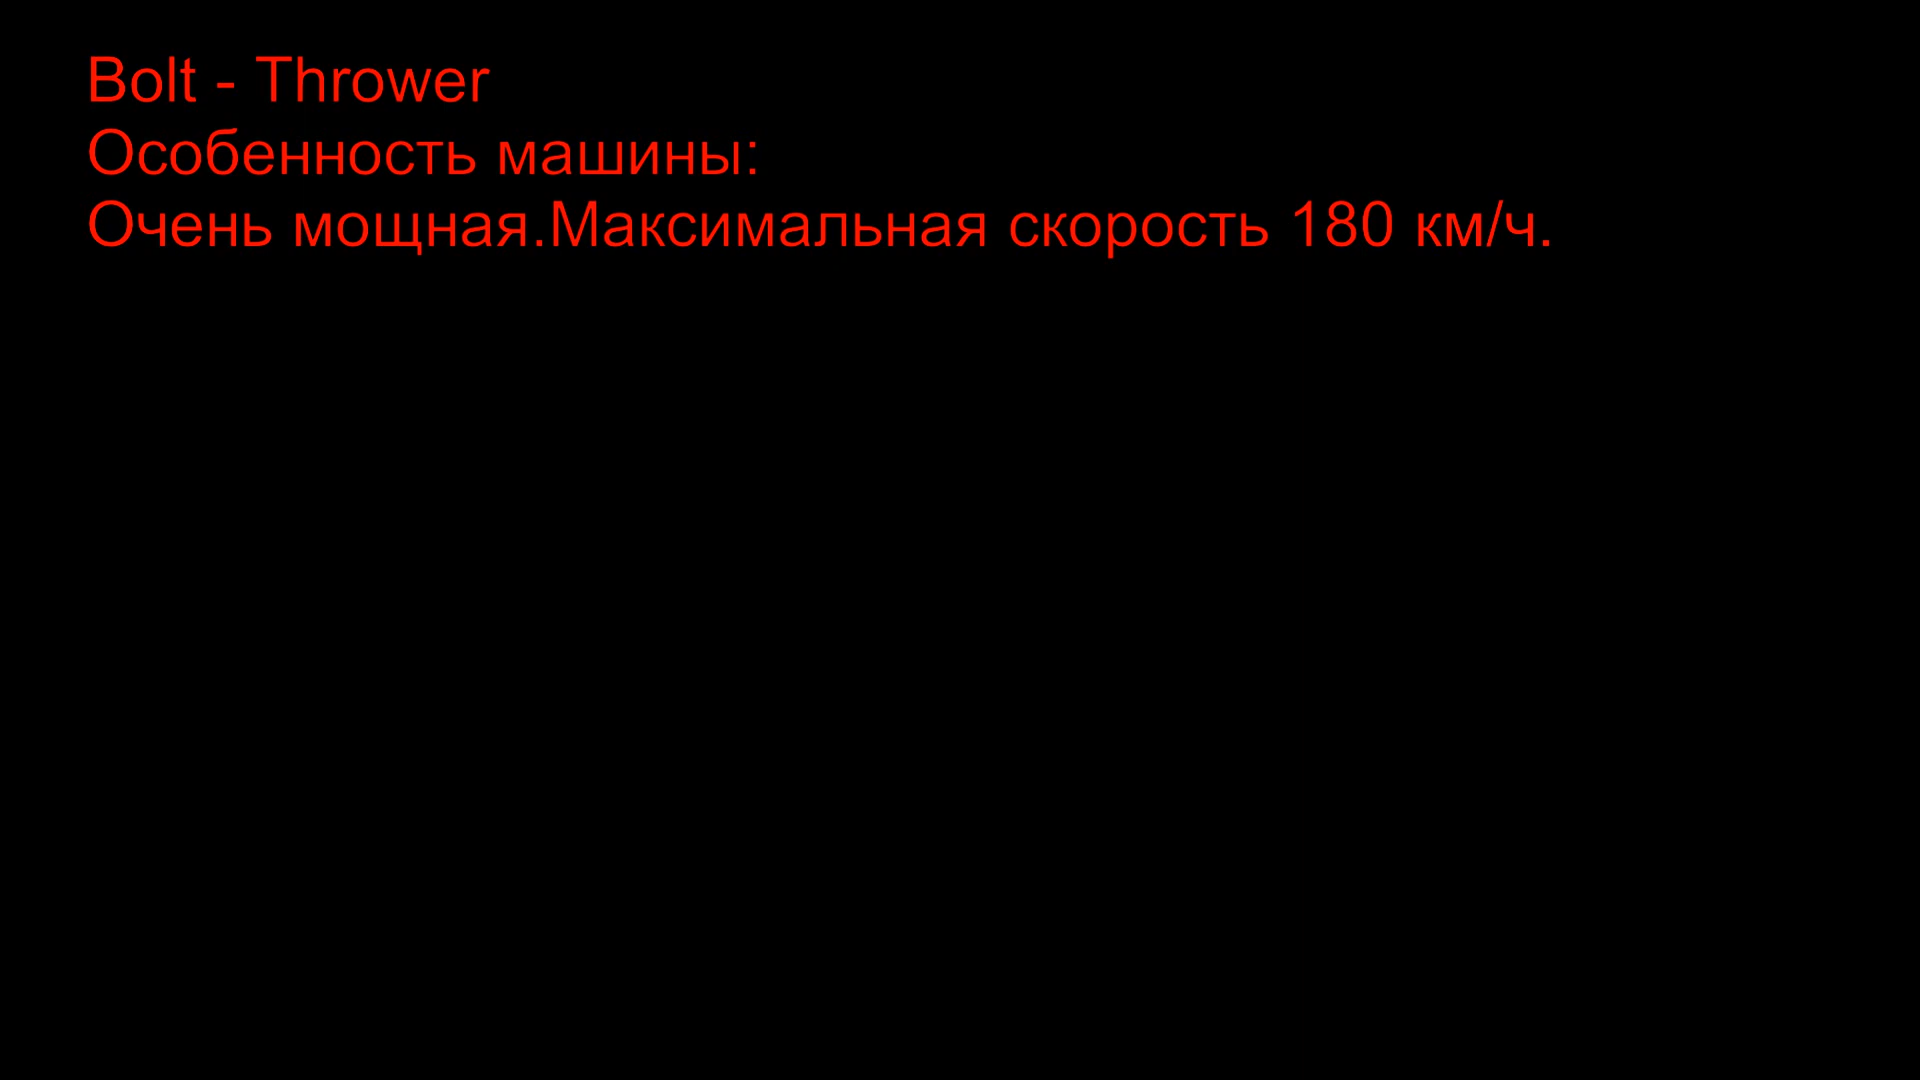 Bolt - Thrower
Особенность машины:
Очень мощная.Максимальная скорость 180 км/ч.